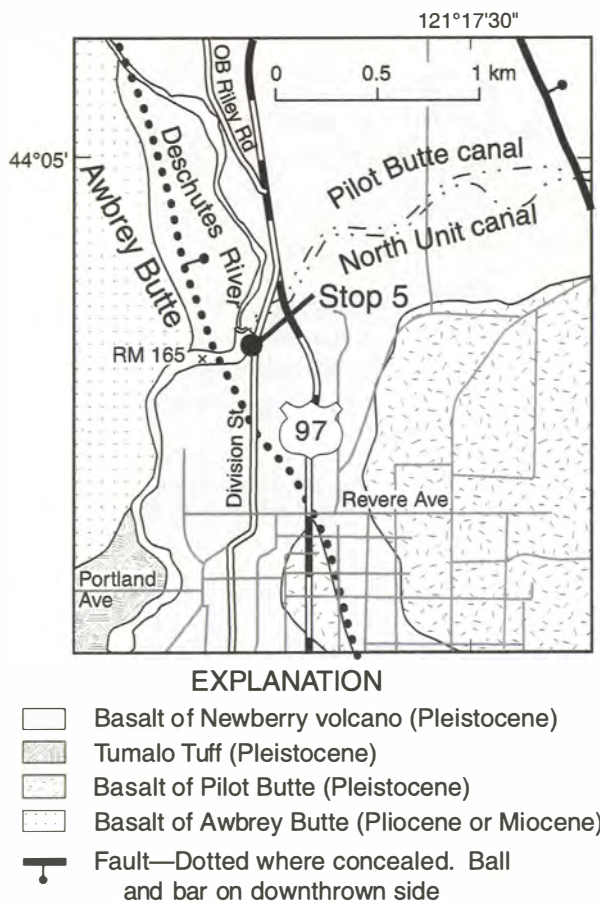 121°17'30"
0 0.5 1 km
OB Riley Rd
44°05'
Deschutes River
Awbrey Butte
Pilot Butte canal
North Unit canal
Stop 5
RM 165
97
Division St.
Revere Ave
Portland
Ave
EXPLANATION
Basalt of Newberry volcano (Pleistocene)
Tumalo Tuff (Pleistocene)
Basalt of Pilot Butte (Pleistocene)
Basalt of Awbrey Butte (Pliocene or Miocene)
Fault—Dotted where concealed. Ball
and bar on downthrown side